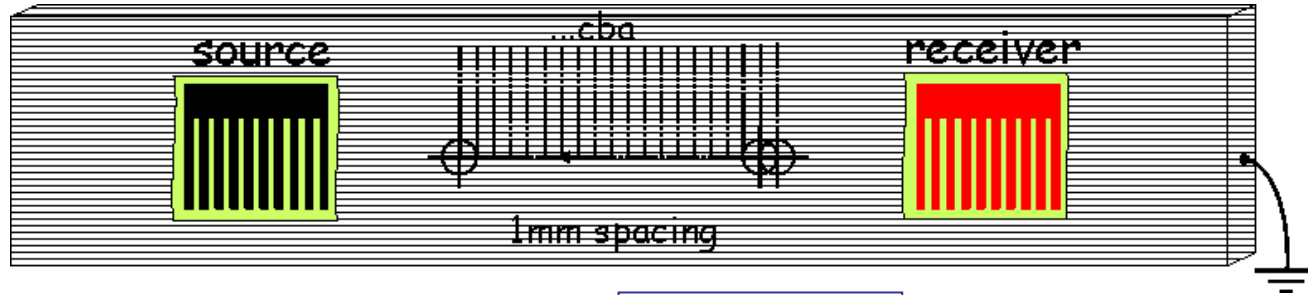 ...cba
source
receiver
1mm spacing